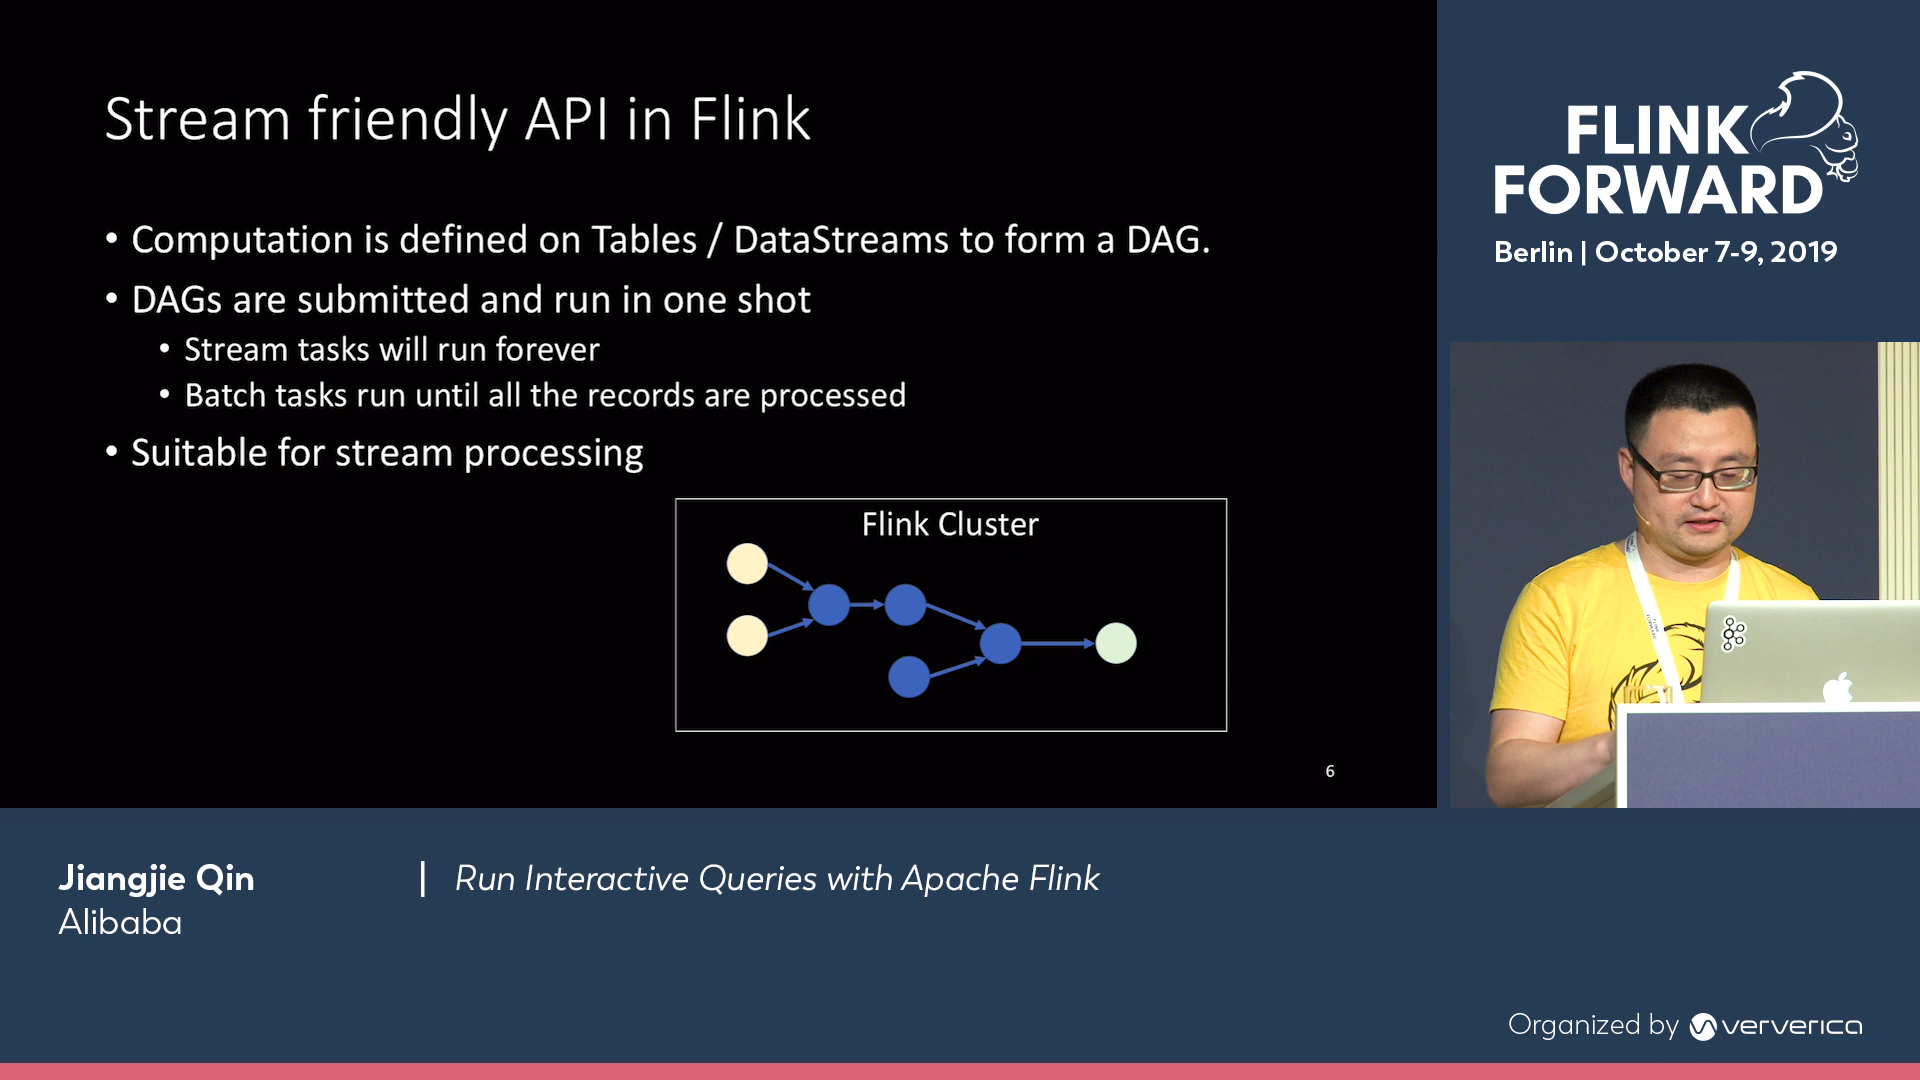 Stream friendly API in Flink
• Computation is defined on Tables / DataStreams to form a DAG.
• DAGs are submitted and run in one shot
• Stream tasks will run forever
• Batch tasks run until all the records are processed
• Suitable for stream processing
Flink Cluster
6
FLINK
FORWARD
Berlin | October 7-9, 2019
Jiangjie Qin | Run Interactive Queries with Apache Flink
Alibaba
Organized by ververica